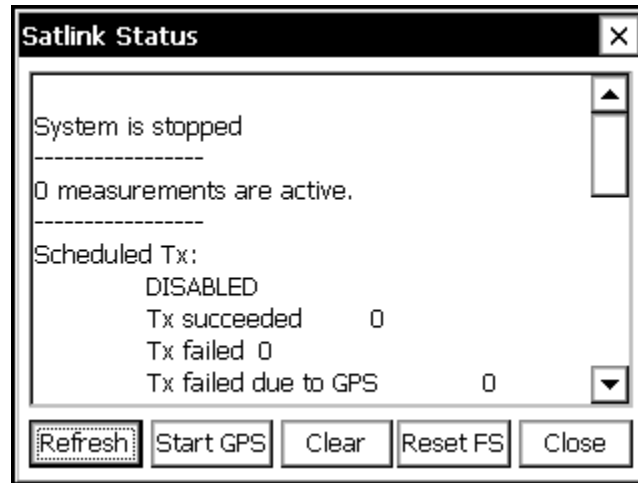 Satlink Status
System is stopped
-----------------
0 measurements are active.
-----------------
Scheduled Tx:
DISABLED
Tx succeeded 0
Tx failed 0
Tx failed due to GPS 0
Refresh Start GPS Clear Reset FS Close